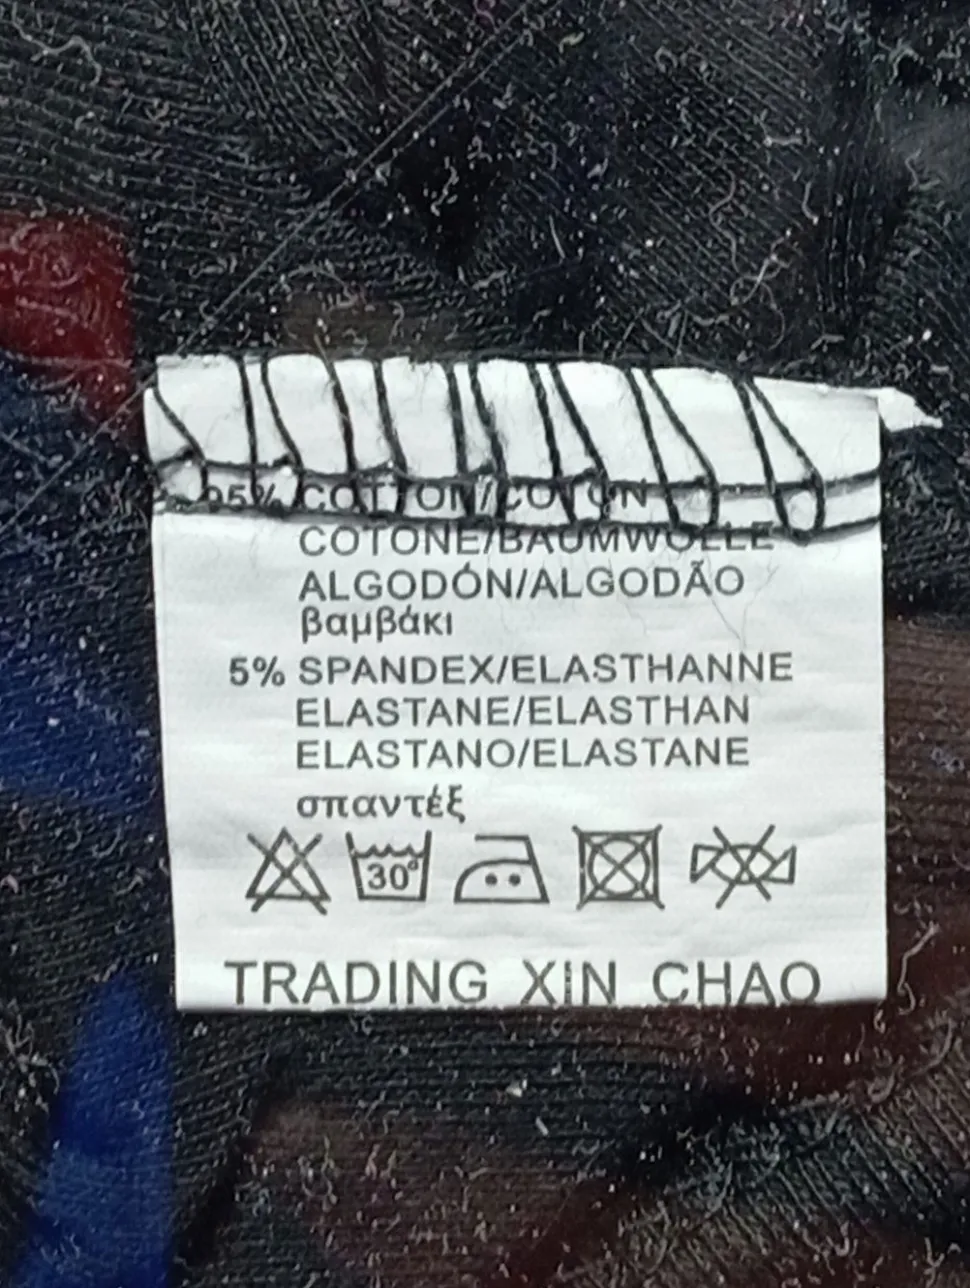 95% COTTON/COTON
COTONE/BAUMWOLLE
ALGODÓN/ALGODÃO
βαμβάκι
5% SPANDEX/ELASTHANNE
ELASTANE/ELASTHAN
ELASTANO/ELASTANE
σπαντέξ
30°
TRADING XIN CHAO